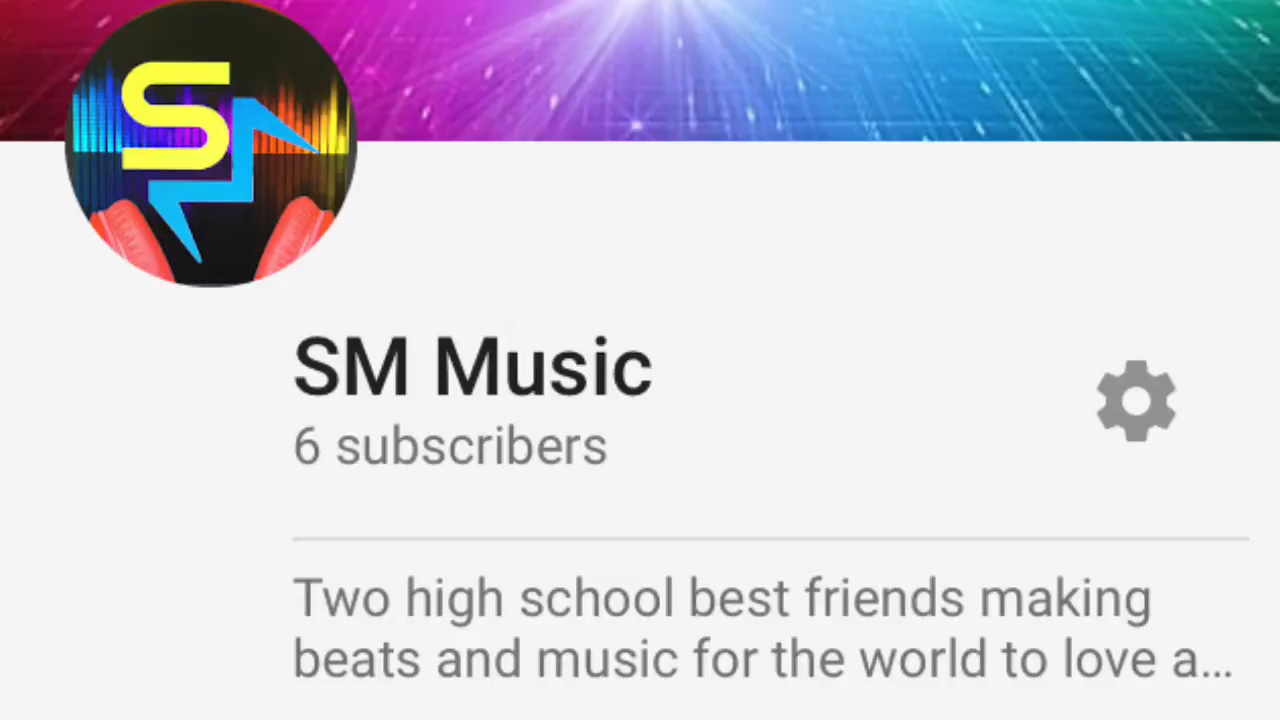 S
SM Music
6 subscribers
Two high school best friends making
beats and music for the world to love a...